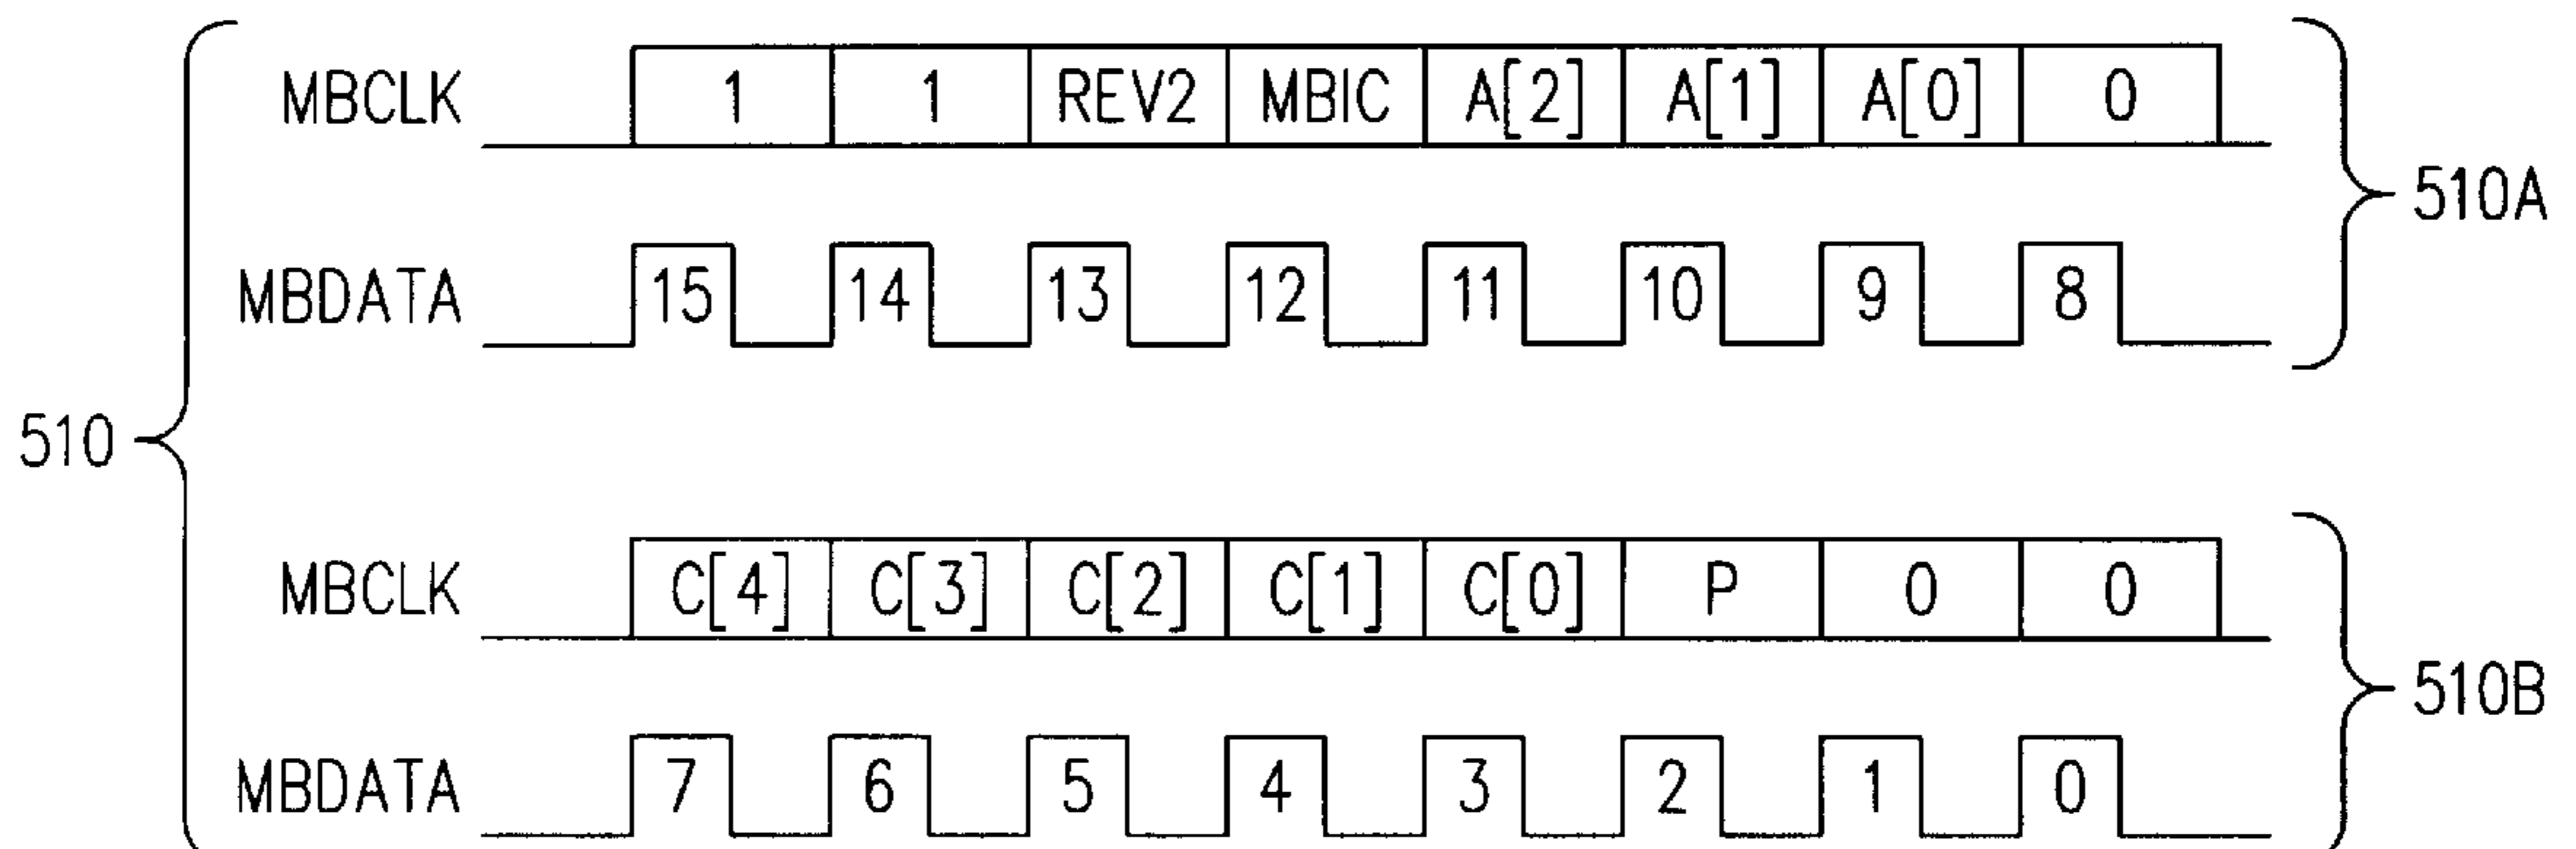 MBCLK 1 1 REV2 MBIC A[2] A[1] A[0] 0
510A
MBDATA 15 14 13 12 11 10 9 8
510
MBCLK C[4] C[3] C[2] C[1] C[0] P 0 0
510B
MBDATA 7 6 5 4 3 2 1 0